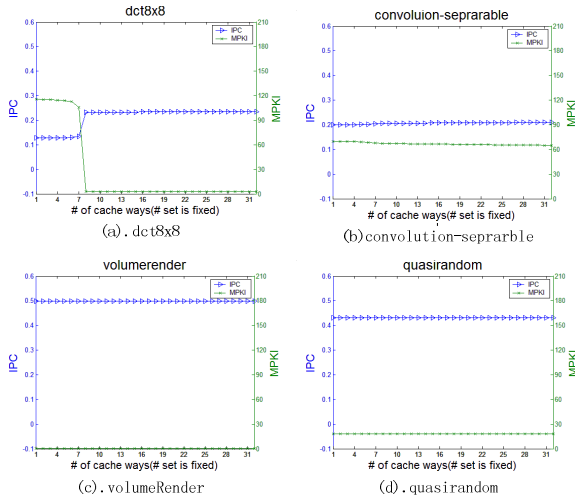 dct8x8
IPC
MPKI
0.6
0.5
0.4
0.3
0.2
0.1
0
-0.1
IPC
210
180
150
120
90
60
30
0
MPKI
1 4 7 10 13 16 19 22 25 28 31
# of cache ways(# set is fixed)
(a).dct8x8
convoluion-seprarable
IPC
MPKI
0.6
0.5
0.4
0.3
0.2
0.1
0
-0.1
IPC
210
180
150
120
90
60
30
0
MPKI
1 4 7 10 13 16 19 22 25 28 31
# of cache ways(# set is fixed)
(b)convolution-seprarble
volumerender
IPC
MPKI
0.6
0.5
0.4
0.3
0.2
0.1
0
-0.1
IPC
210
180
150
120
90
60
30
0
MPKI
1 4 7 10 13 16 19 22 25 28 31
# of cache ways(# set is fixed)
(c).volumeRender
quasirandom
IPC
MPKI
0.6
0.5
0.4
0.3
0.2
0.1
0
-0.1
IPC
210
180
150
120
90
60
30
0
MPKI
1 4 7 10 13 16 19 22 25 28 31
# of cache ways(# set is fixed)
(d).quasirandom